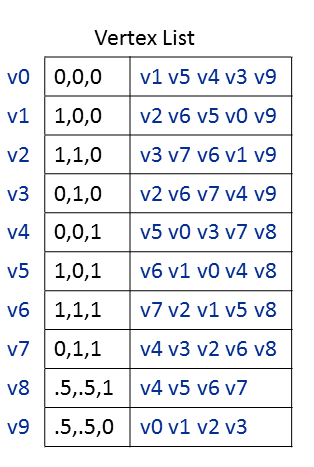 Vertex List
v0 0,0,0 v1 v5 v4 v3 v9
v1 1,0,0 v2 v6 v5 v0 v9
v2 1,1,0 v3 v7 v6 v1 v9
v3 0,1,0 v2 v6 v7 v4 v9
v4 0,0,1 v5 v0 v3 v7 v8
v5 1,0,1 v6 v1 v0 v4 v8
v6 1,1,1 v7 v2 v1 v5 v8
v7 0,1,1 v4 v3 v2 v6 v8
v8 .5,.5,1 v4 v5 v6 v7
v9 .5,.5,0 v0 v1 v2 v3